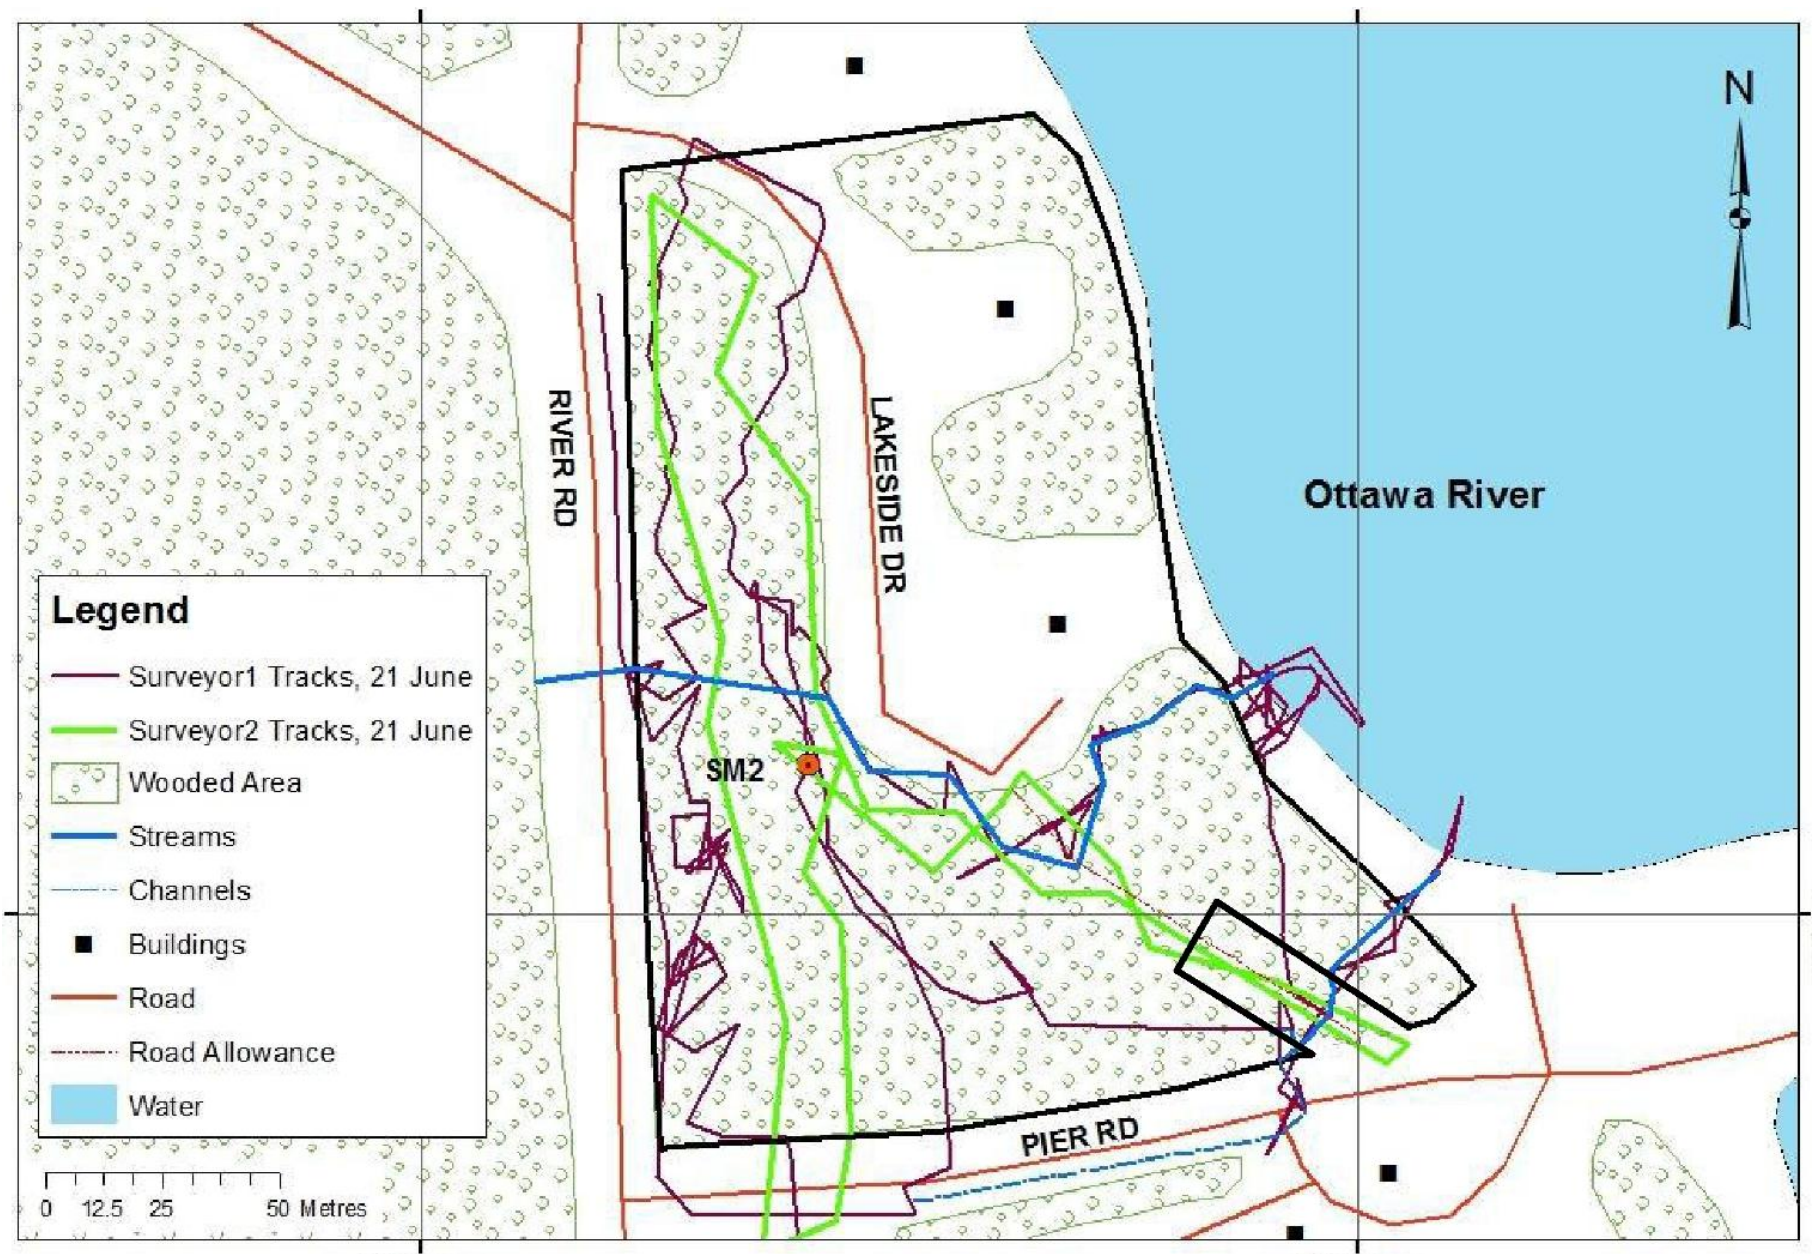 N
RIVER RD
LAKESIDE DR
Ottawa River
Legend
Surveyor1 Tracks, 21 June
Surveyor2 Tracks, 21 June
Wooded Area
Streams
Channels
Buildings
Road
Road Allowance
Water
SM2
PIER RD
0 12.5 25 50 Metres